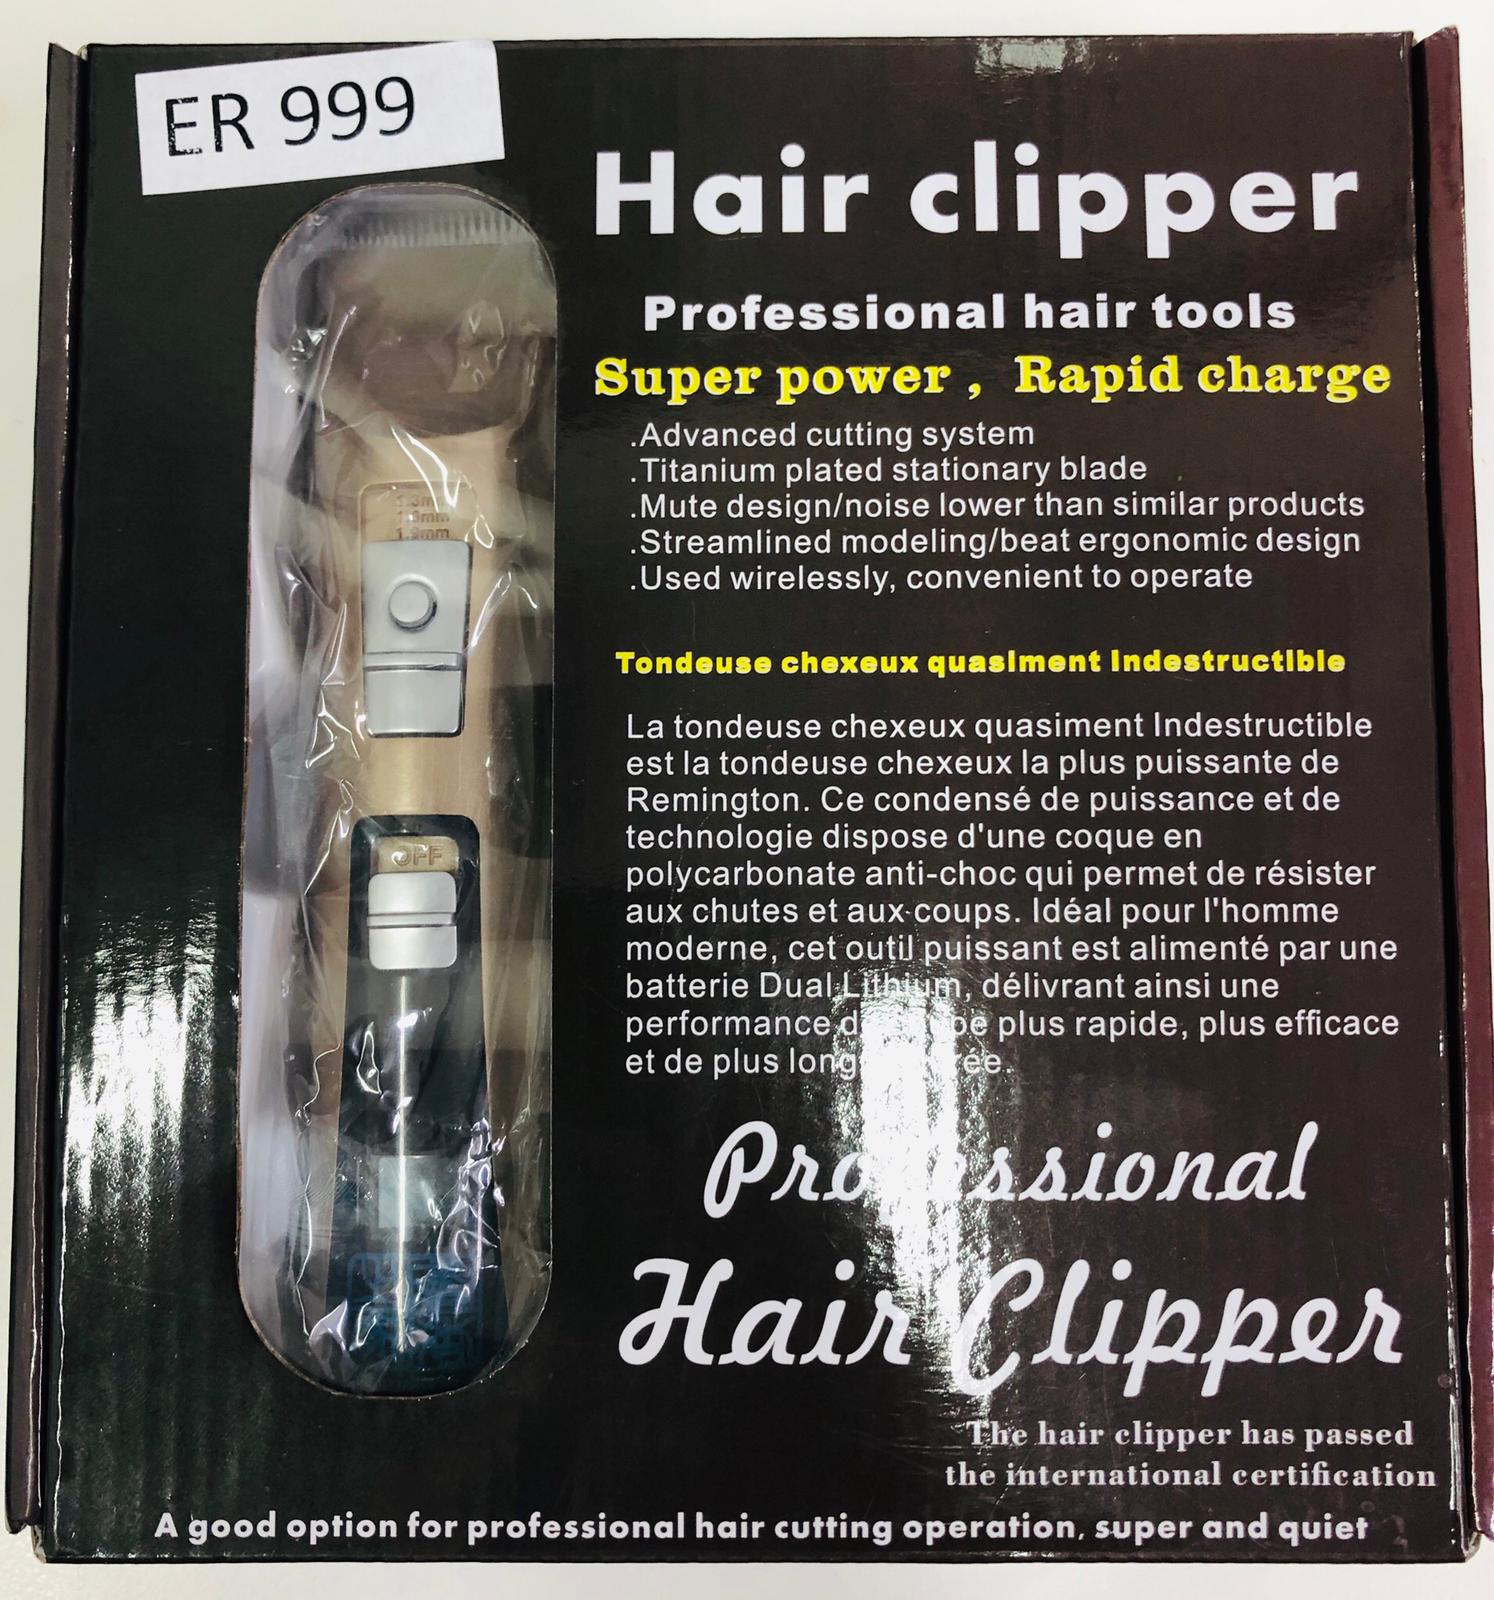 ER 999
Hair clipper
Professional hair tools
Super power , Rapid charge
.Advanced cutting system
.Titanium plated stationary blade
.Mute design/noise lower than similar products
.Streamlined modeling/beat ergonomic design
.Used wirelessly, convenient to operate
Tondeuse chexeux quasiment Indestructible
La tondeuse chexeux quasiment Indestructible
est la tondeuse chexeux la plus puissante de
Remington. Ce condensé de puissance et de
technologie dispose d'une coque en
polycarbonate anti-choc qui permet de résister
aux chutes et aux coups. Idéal pour l'homme
moderne, cet outil puissant est alimenté par une
batterie Dual Lithium, délivrant ainsi une
performance plus rapide, plus efficace
et de plus
Professional
Hair Clipper
The hair clipper has passed
the international certification
A good option for professional hair cutting operation, super and quiet
1.6mm
1.9mm
OFF